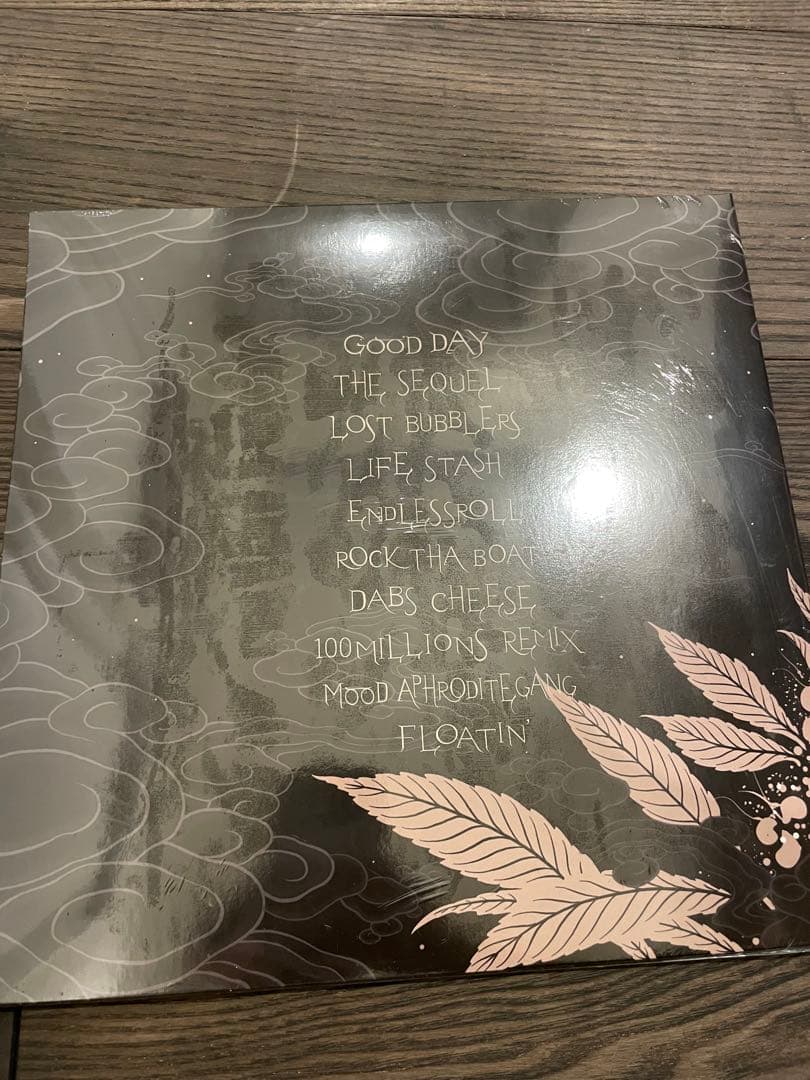 GOOD DAY
THE SEQUEL
LOST BUBBLERS
LIFE STASH
ENDLESSROLL
ROCK THA BOAT
DABS CHEESE
100MILLIONS REMIX
MOOD APHRODITEGANG
FLOATIN'